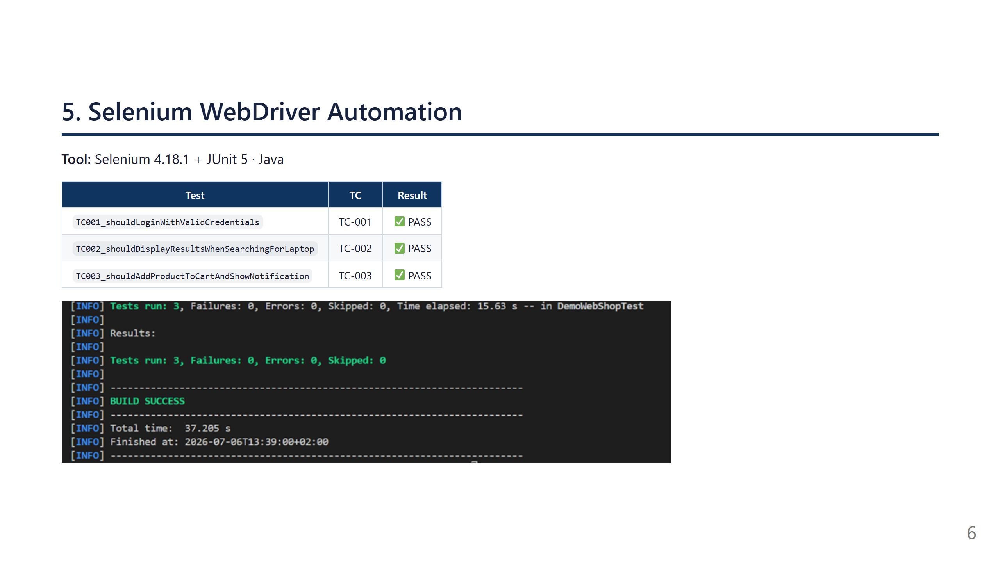 5. Selenium WebDriver Automation
Tool: Selenium 4.18.1 + JUnit 5 · Java
Test TC Result
TC001_shouldLoginWithValidCredentials TC-001 ✅ PASS
TC002_shouldDisplayResultsWhenSearchingForLaptop TC-002 ✅ PASS
TC003_shouldAddProductToCartAndShowNotification TC-003 ✅ PASS
[INFO] Tests run: 3, Failures: 0, Errors: 0, Skipped: 0, Time elapsed: 15.63 s -- in DemoWebShopTest
[INFO]
[INFO] Results:
[INFO]
[INFO] Tests run: 3, Failures: 0, Errors: 0, Skipped: 0
[INFO]
[INFO] ------------------------------------------------------------------------
[INFO] BUILD SUCCESS
[INFO] ------------------------------------------------------------------------
[INFO] Total time:  37.205 s
[INFO] Finished at: 2026-07-06T13:39:00+02:00
[INFO] ------------------------------------------------------------------------
6